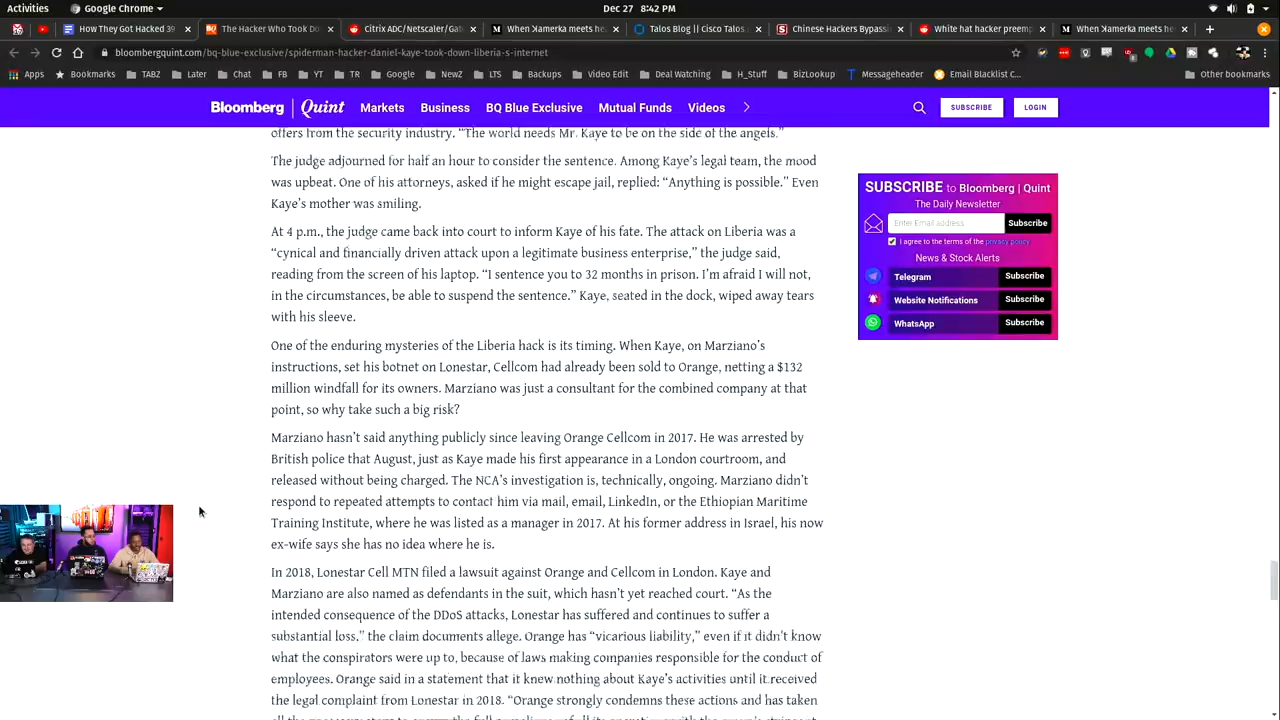 Activities
Google Chrome
Dec 27 8:42 PM
How They Got Hacked 39
The Hacker Who Took Do
Citrix ADC/Netscaler/Gat
When Ʞamerka meets he
Talos Blog || Cisco Talos
Chinese Hackers Bypassin
White hat hacker preemp
When Ʞamerka meets he
bloombergquint.com/bq-blue-exclusive/spiderman-hacker-daniel-kaye-took-down-liberia-s-internet
Apps
Bookmarks
TABZ
Later
Chat
FB
YT
TR
Google
NewZ
LTS
Backups
Video Edit
Deal Watching
H_Stuff
BizLookup
Messageheader
Email Blacklist C...
Other bookmarks
Bloomberg | Quint
Markets
Business
BQ Blue Exclusive
Mutual Funds
Videos
SUBSCRIBE
LOGIN
offers from the security industry. “The world needs Mr. Kaye to be on the side of the angels.”
The judge adjourned for half an hour to consider the sentence. Among Kaye’s legal team, the mood
was upbeat. One of his attorneys, asked if he might escape jail, replied: “Anything is possible.” Even
Kaye’s mother was smiling.
At 4 p.m., the judge came back into court to inform Kaye of his fate. The attack on Liberia was a
“cynical and financially driven attack upon a legitimate business enterprise,” the judge said,
reading from the screen of his laptop. “I sentence you to 32 months in prison. I’m afraid I will not,
in the circumstances, be able to suspend the sentence.” Kaye, seated in the dock, wiped away tears
with his sleeve.
One of the enduring mysteries of the Liberia hack is its timing. When Kaye, on Marziano’s
instructions, set his botnet on Lonestar, Cellcom had already been sold to Orange, netting a $132
million windfall for its owners. Marziano was just a consultant for the combined company at that
point, so why take such a big risk?
Marziano hasn’t said anything publicly since leaving Orange Cellcom in 2017. He was arrested by
British police that August, just as Kaye made his first appearance in a London courtroom, and
released without being charged. The NCA’s investigation is, technically, ongoing. Marziano didn’t
respond to repeated attempts to contact him via mail, email, LinkedIn, or the Ethiopian Maritime
Training Institute, where he was listed as a manager in 2017. At his former address in Israel, his now
ex-wife says she has no idea where he is.
In 2018, Lonestar Cell MTN filed a lawsuit against Orange and Cellcom in London. Kaye and
Marziano are also named as defendants in the suit, which hasn’t yet reached court. “As the
intended consequence of the DDoS attacks, Lonestar has suffered and continues to suffer a
substantial loss.” the claim documents allege. Orange has “vicarious liability,” even if it didn’t know
what the conspirators were up to, because of laws making companies responsible for the conduct of
employees. Orange said in a statement that it knew nothing about Kaye’s activities until it received
the legal complaint from Lonestar in 2018. “Orange strongly condemns these actions and has taken
SUBSCRIBE to Bloomberg | Quint
The Daily Newsletter
Enter Email address
Subscribe
I agree to the terms of the privacy policy
News & Stock Alerts
Telegram
Subscribe
Website Notifications
Subscribe
WhatsApp
Subscribe